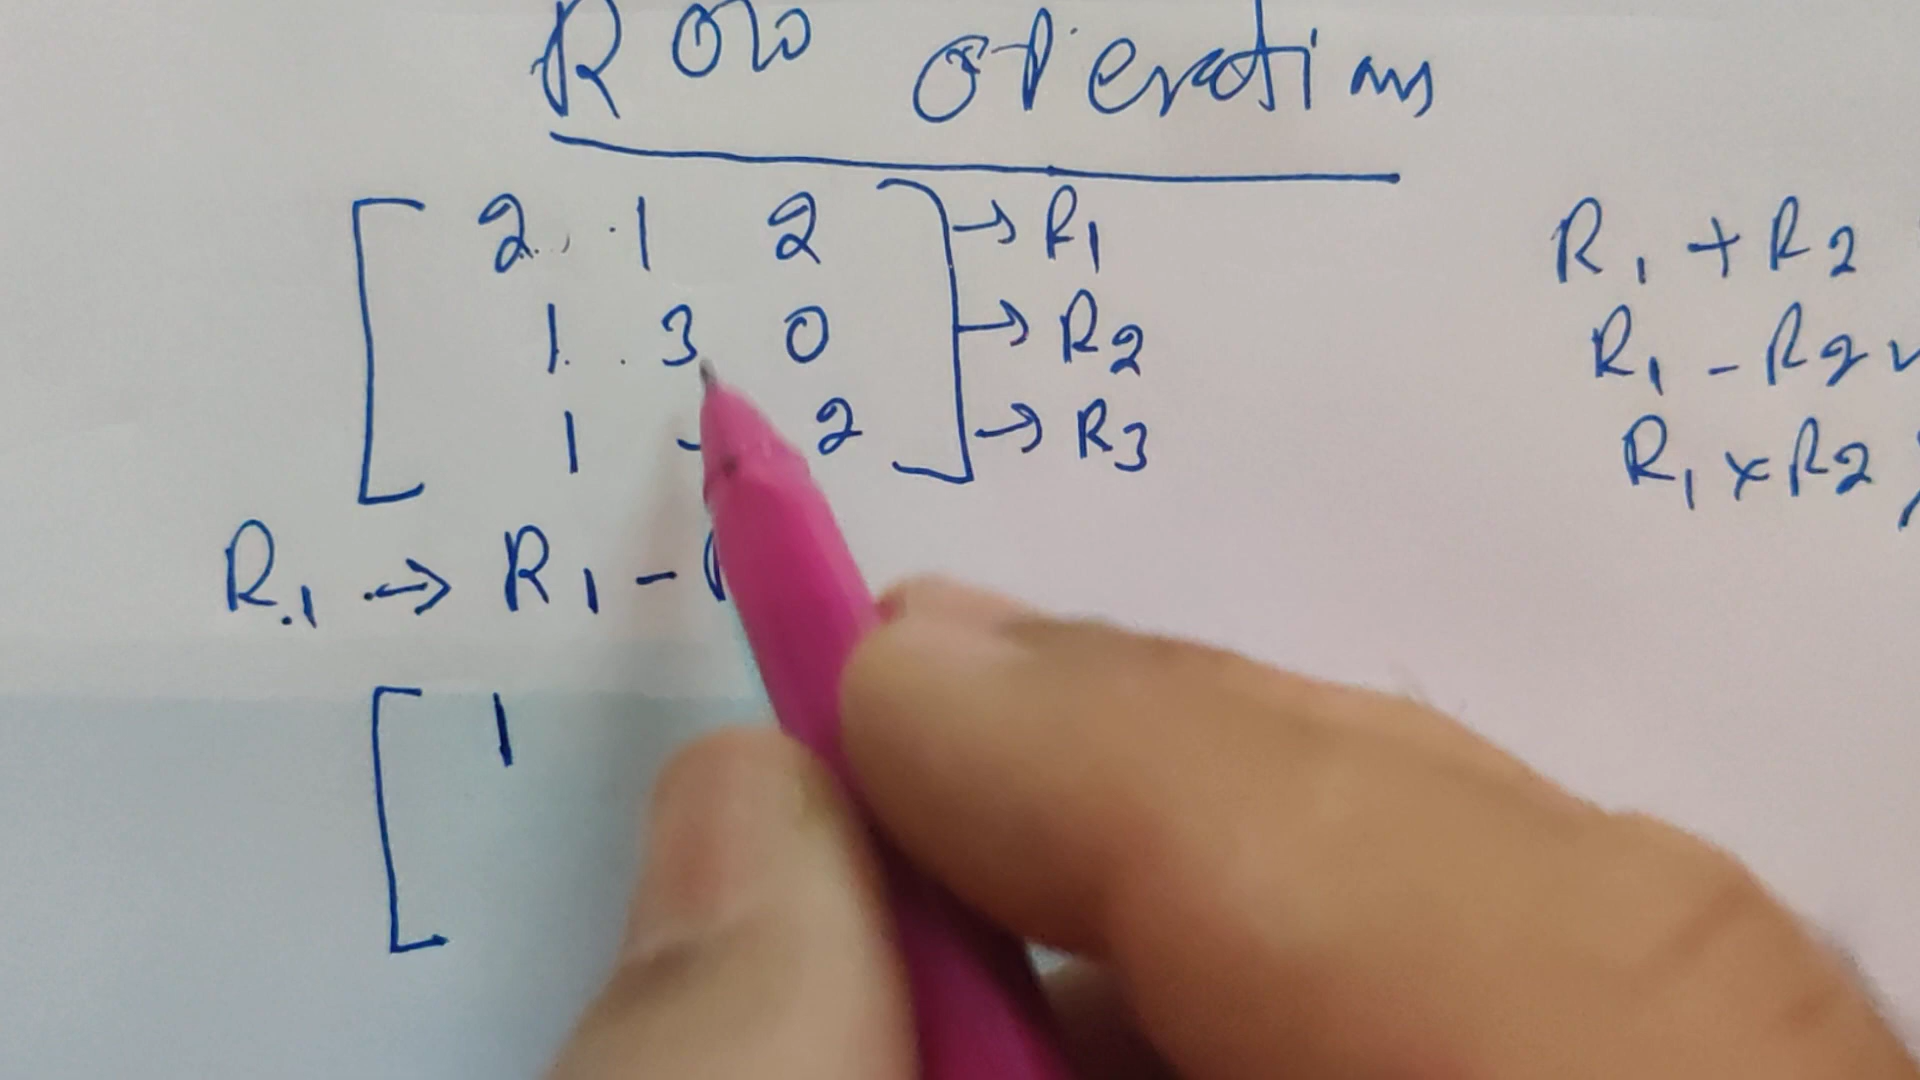 Row operations
2 1 2 → R1
1 3 0 → R2
1 2 → R3
R1 → R1 -
1
R1 + R2
R1 - R2
R1 x R2